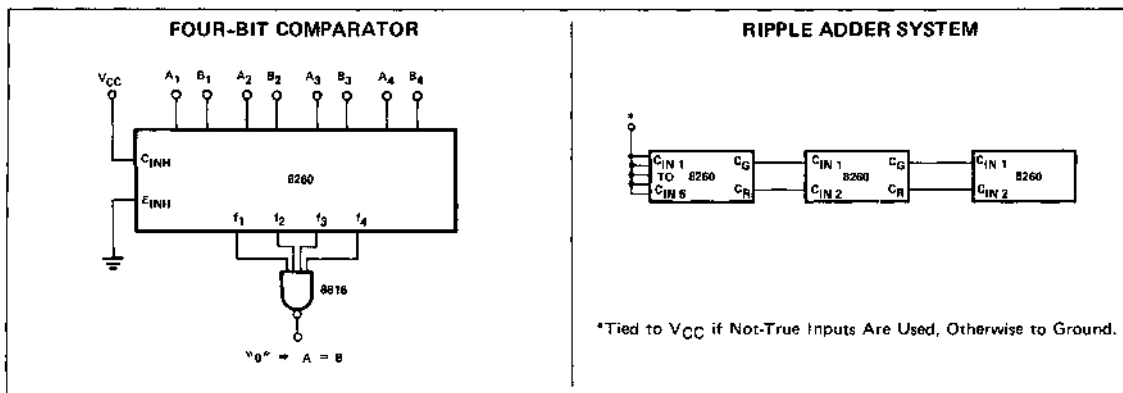 FOUR-BIT COMPARATOR
VCC A1 B1 A2 B2 A3 B3 A4 B4
CINH
8260
EINH
f1 f2 f3 f4
8816
"0" ⇒ A = B
RIPPLE ADDER SYSTEM
*
CIN 1 CG CIN 1 CG CIN 1
TO 8260 8260 8260
CIN 6 CR CIN 2 CR CIN 2
*Tied to VCC if Not-True Inputs Are Used, Otherwise to Ground.